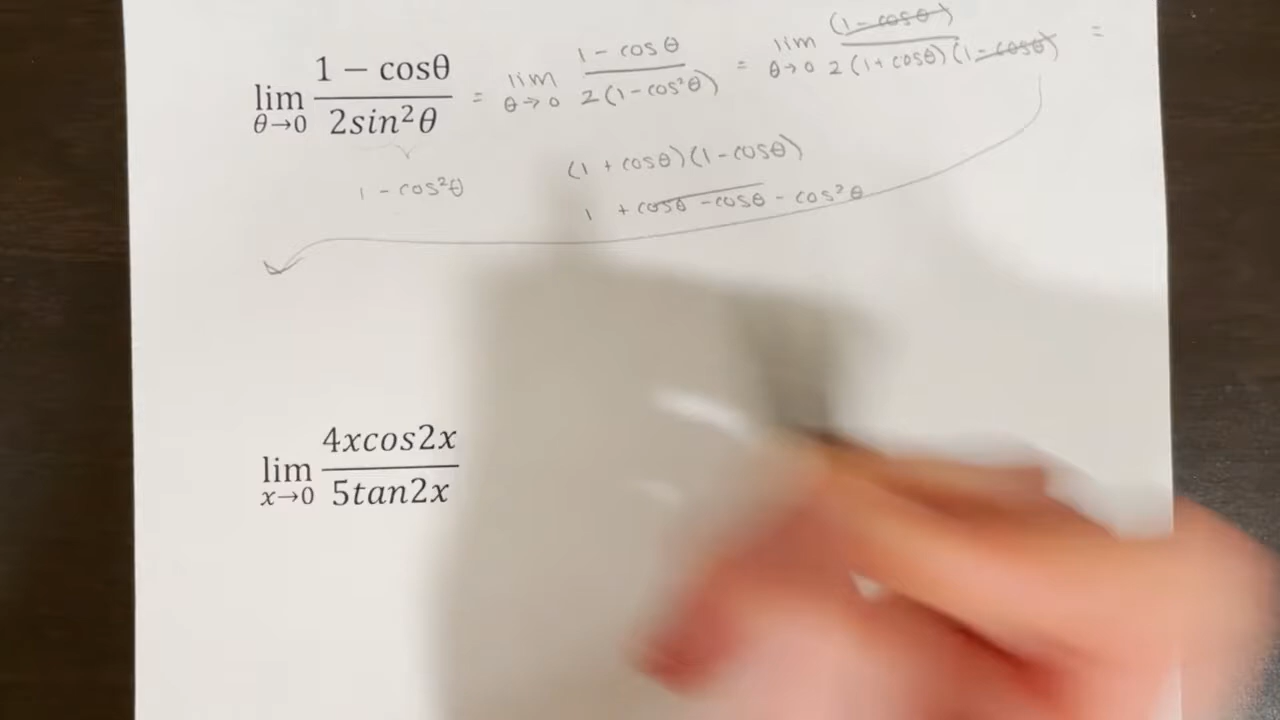 lim θ→0 (1 − cosθ)/(2sin²θ) = lim θ→0 (1 − cosθ)/(2(1−cos²θ)) = lim θ→0 (1−cosθ)/(2(1+cosθ)(1−cosθ)) =
1 − cos²θ
(1 + cosθ)(1−cosθ)
1 + cosθ − cosθ − cos²θ
lim x→0 4xcos2x/5tan2x